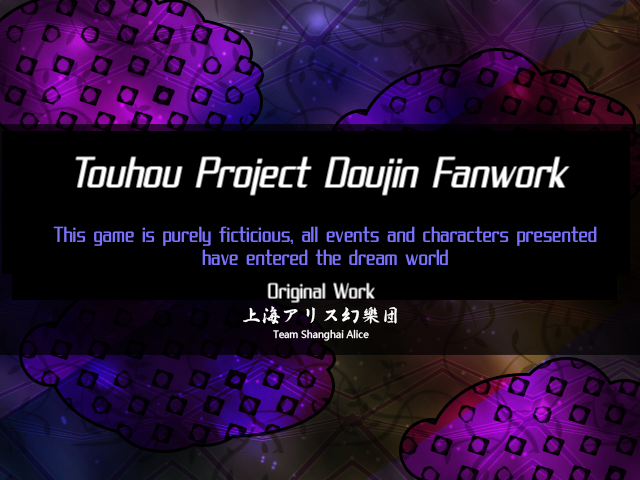 Touhou Project Doujin Fanwork
This game is purely ficticious, all events and characters presented
have entered the dream world
Original Work
上海アリス幻樂団
Team Shanghai Alice